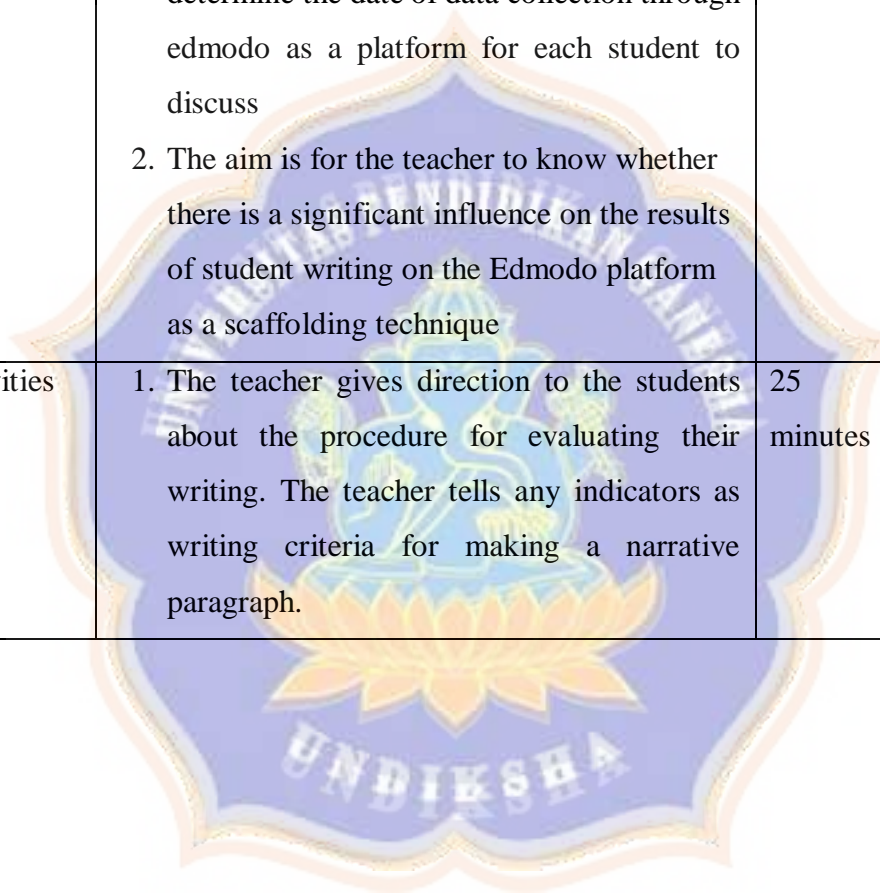 determine the date of data collection through
edmodo as a platform for each student to
discuss
2. The aim is for the teacher to know whether
there is a significant influence on the results
of student writing on the Edmodo platform
as a scaffolding technique
ities 1. The teacher gives direction to the students 25
about the procedure for evaluating their minutes
writing. The teacher tells any indicators as
writing criteria for making a narrative
paragraph.
UNIVERSITAS PENDIDIKAN GANESHA
UNDIKSHA